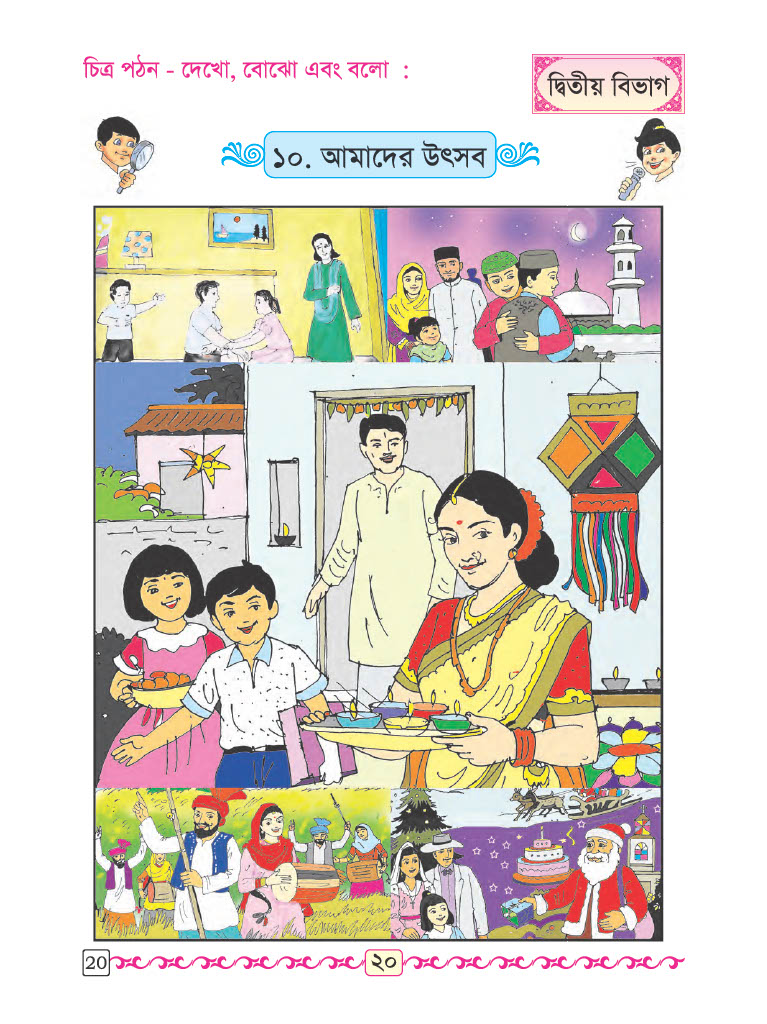 চিত্র পঠন - দেখো, বোঝো এবং বলো :
দ্বিতীয় বিভাগ
১০. আমাদের উৎসব
20
২০